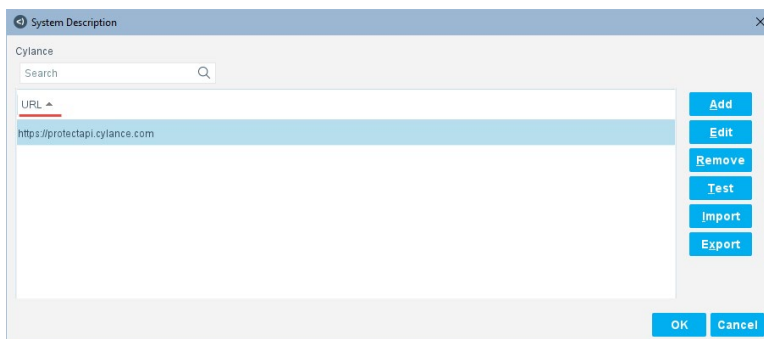 System Description
Cylance
Search
URL
https://protectapi.cylance.com
Add
Edit
Remove
Test
Import
Export
OK Cancel